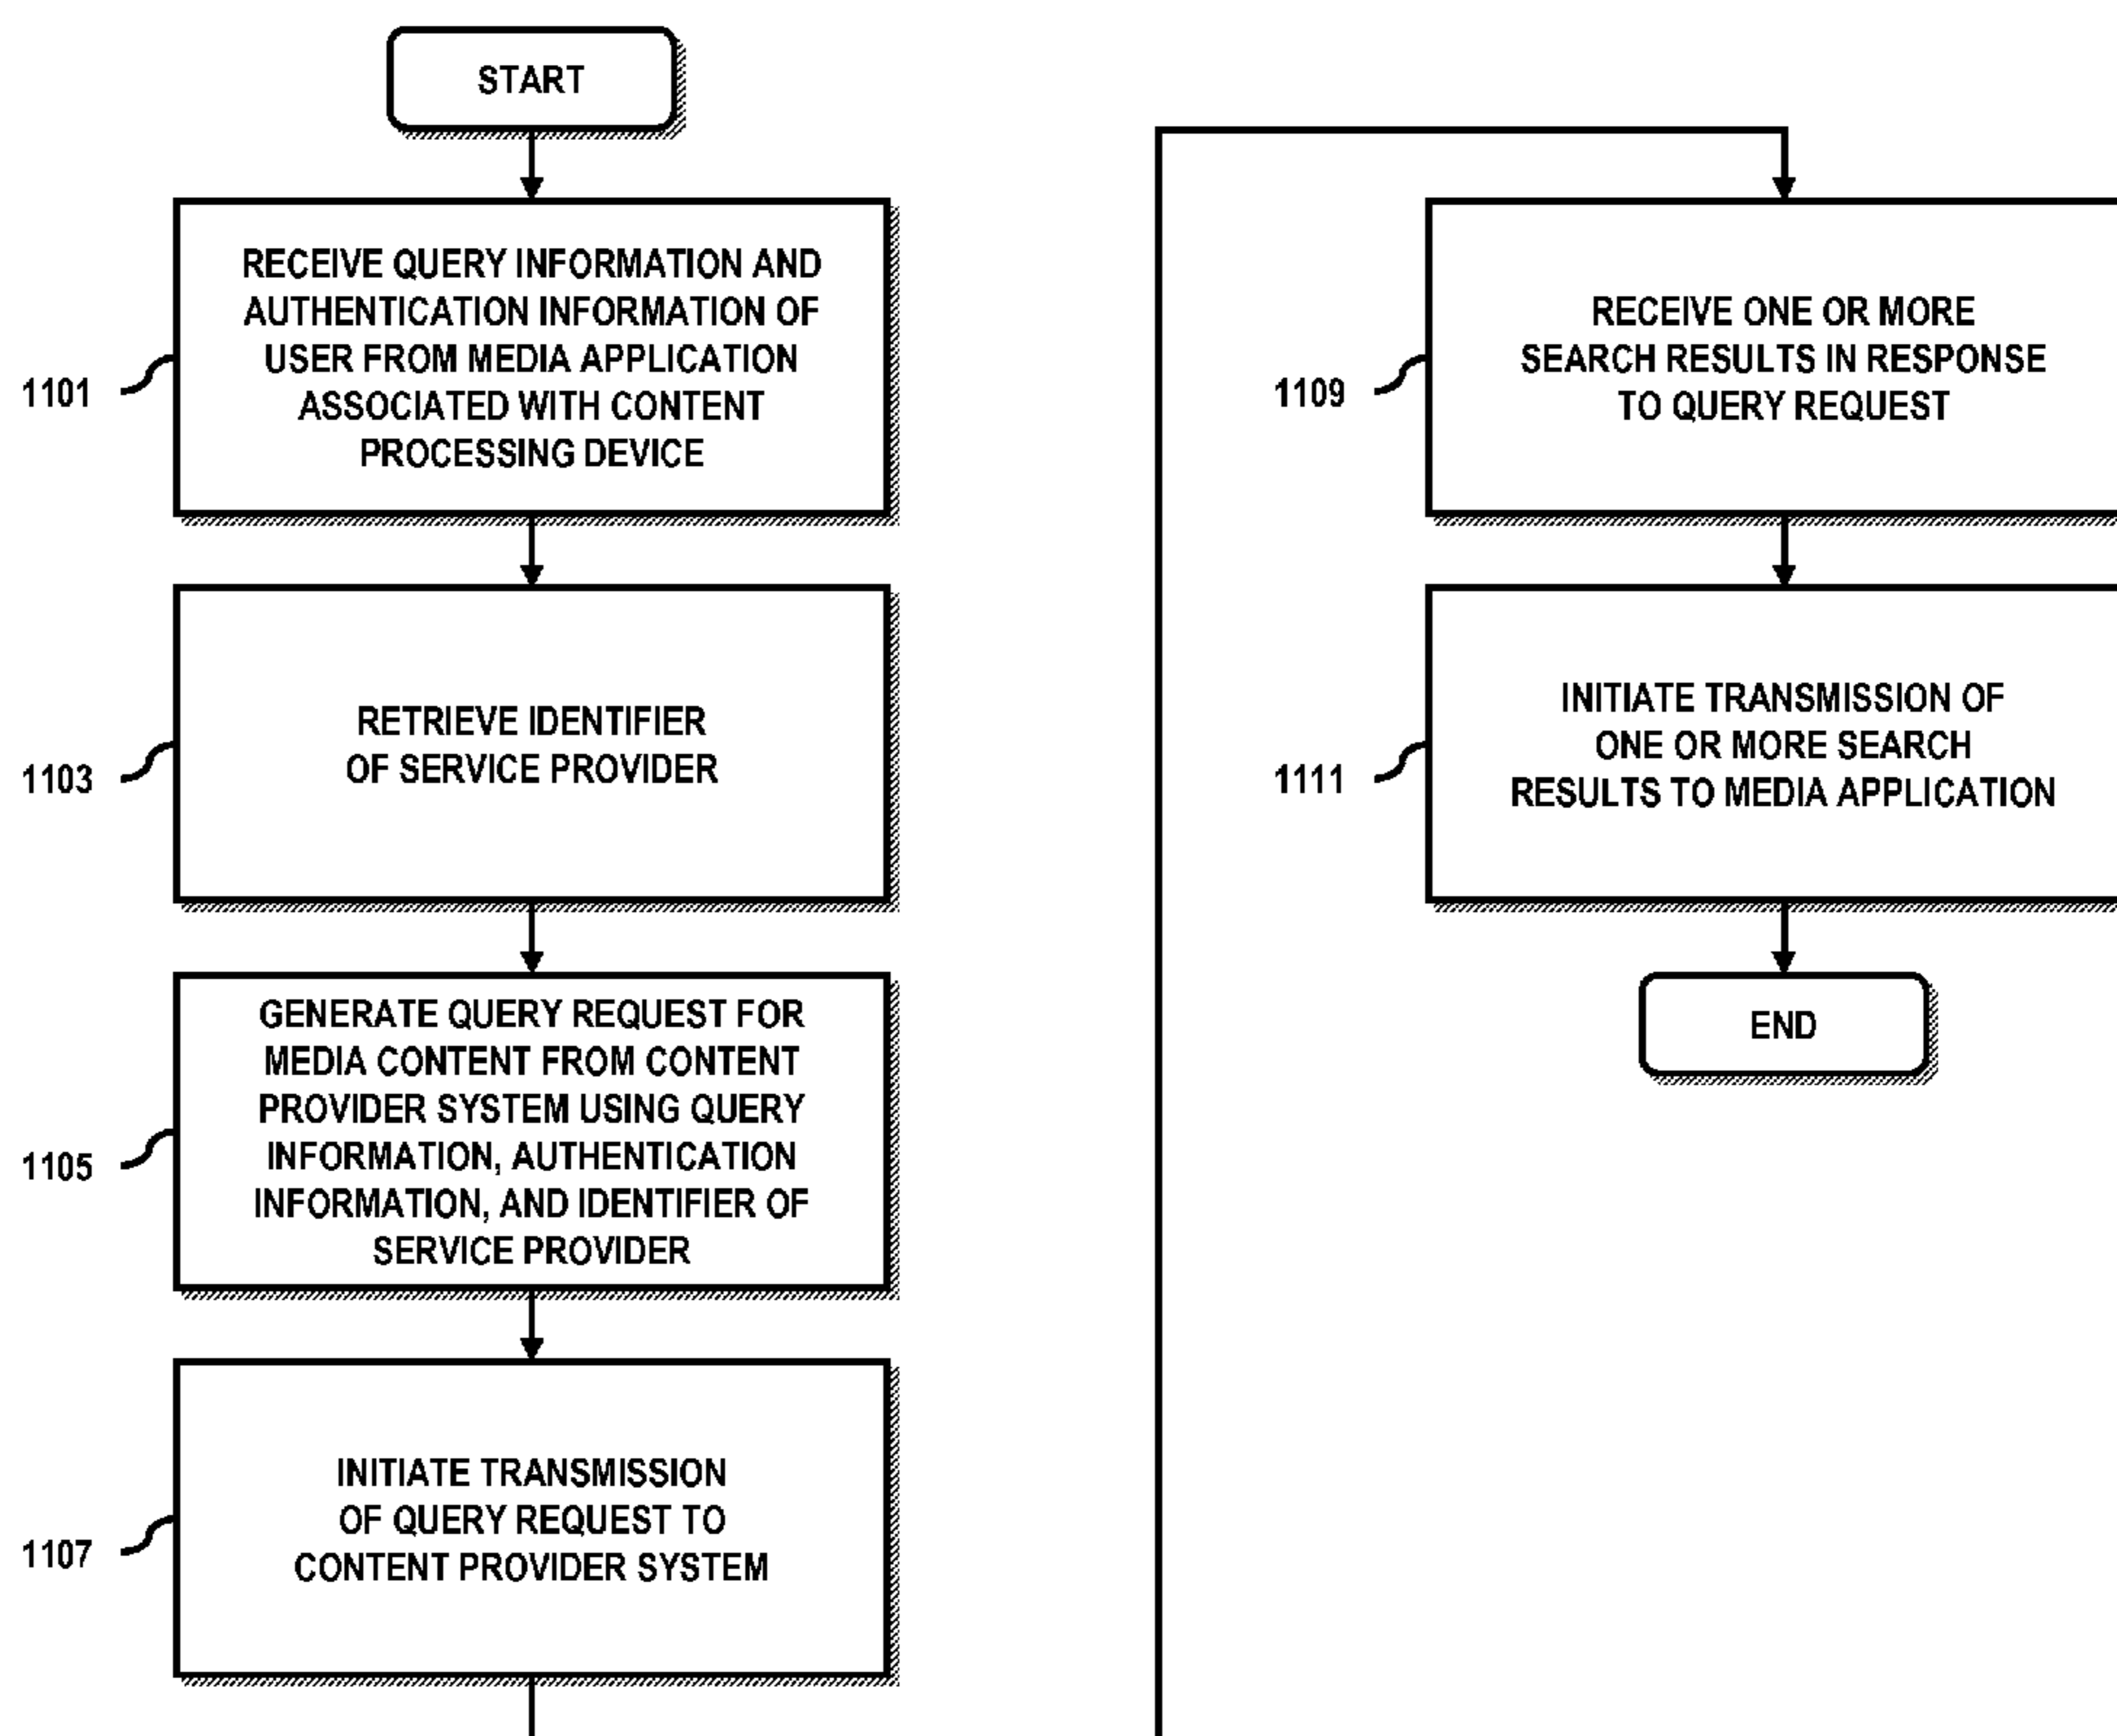 START
RECEIVE QUERY INFORMATION AND
AUTHENTICATION INFORMATION OF
USER FROM MEDIA APPLICATION
ASSOCIATED WITH CONTENT
PROCESSING DEVICE
1101
RETRIEVE IDENTIFIER
OF SERVICE PROVIDER
1103
GENERATE QUERY REQUEST FOR
MEDIA CONTENT FROM CONTENT
PROVIDER SYSTEM USING QUERY
INFORMATION, AUTHENTICATION
INFORMATION, AND IDENTIFIER OF
SERVICE PROVIDER
1105
INITIATE TRANSMISSION
OF QUERY REQUEST TO
CONTENT PROVIDER SYSTEM
1107
RECEIVE ONE OR MORE
SEARCH RESULTS IN RESPONSE
TO QUERY REQUEST
1109
INITIATE TRANSMISSION OF
ONE OR MORE SEARCH
RESULTS TO MEDIA APPLICATION
1111
END